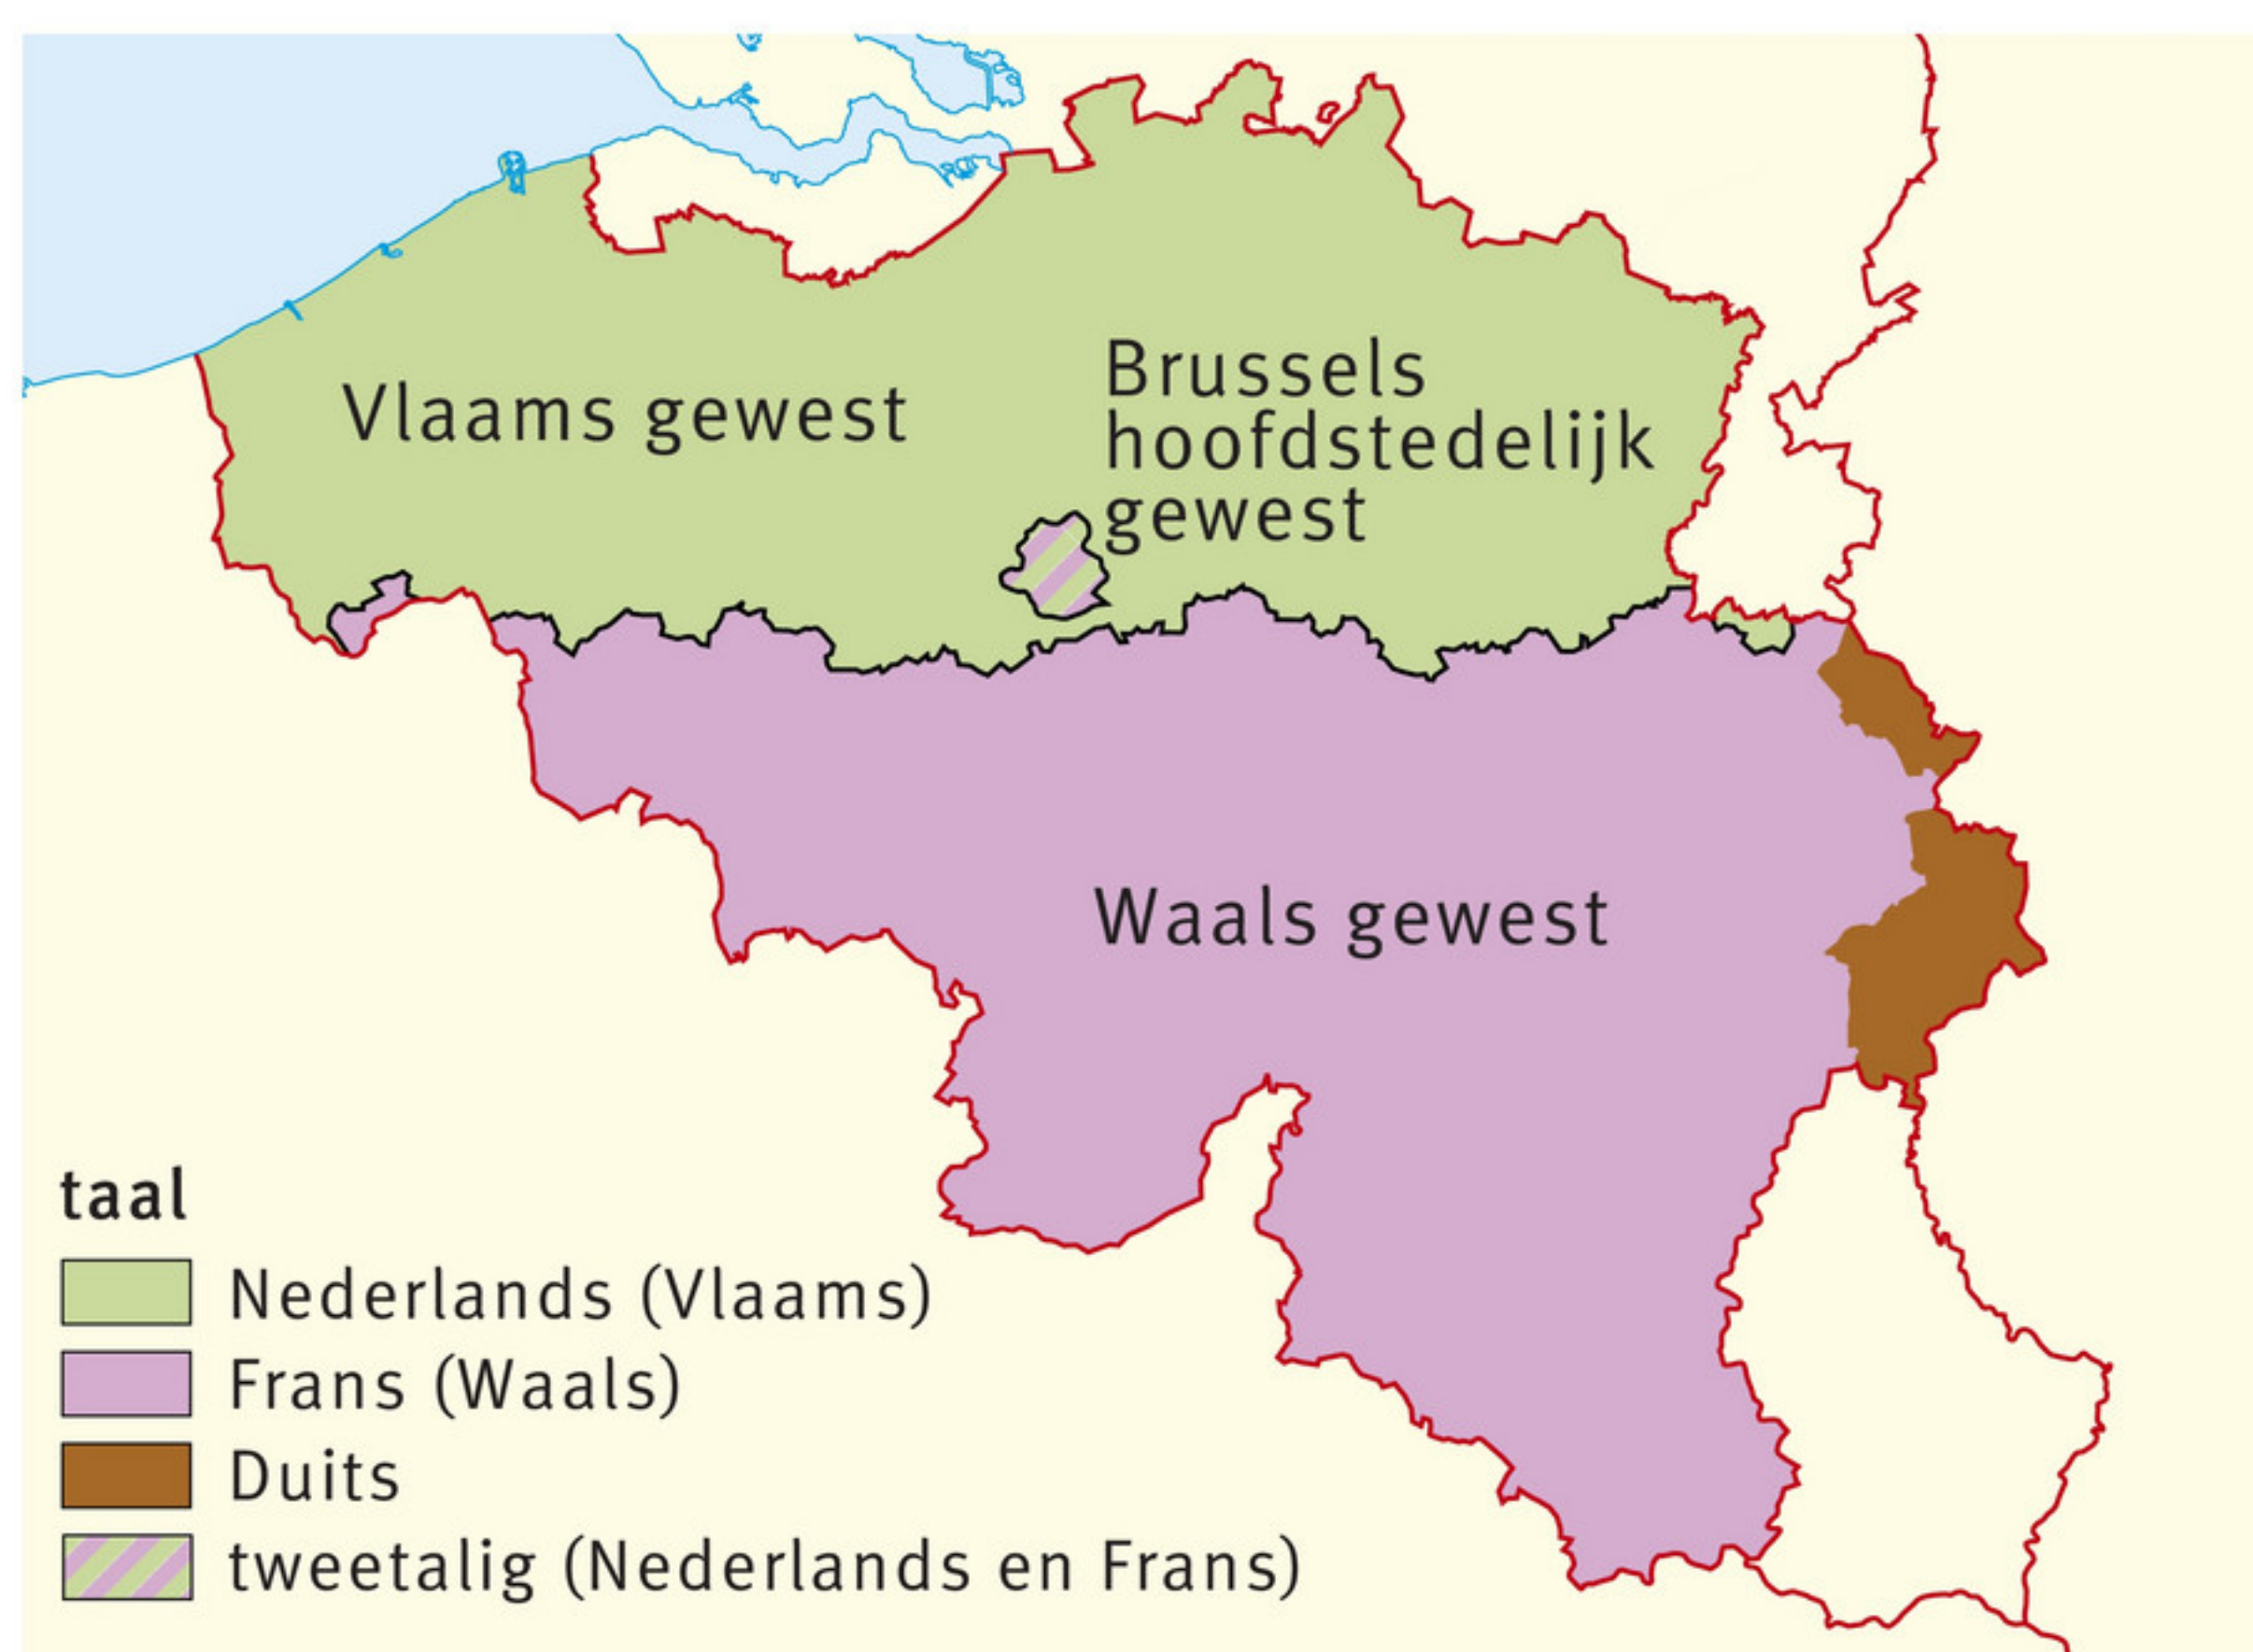 Vlaams gewest
Brussels
hoofdstedelijk
gewest
Waals gewest
taal
Nederlands (Vlaams)
Frans (Waals)
Duits
tweetalig (Nederlands en Frans)